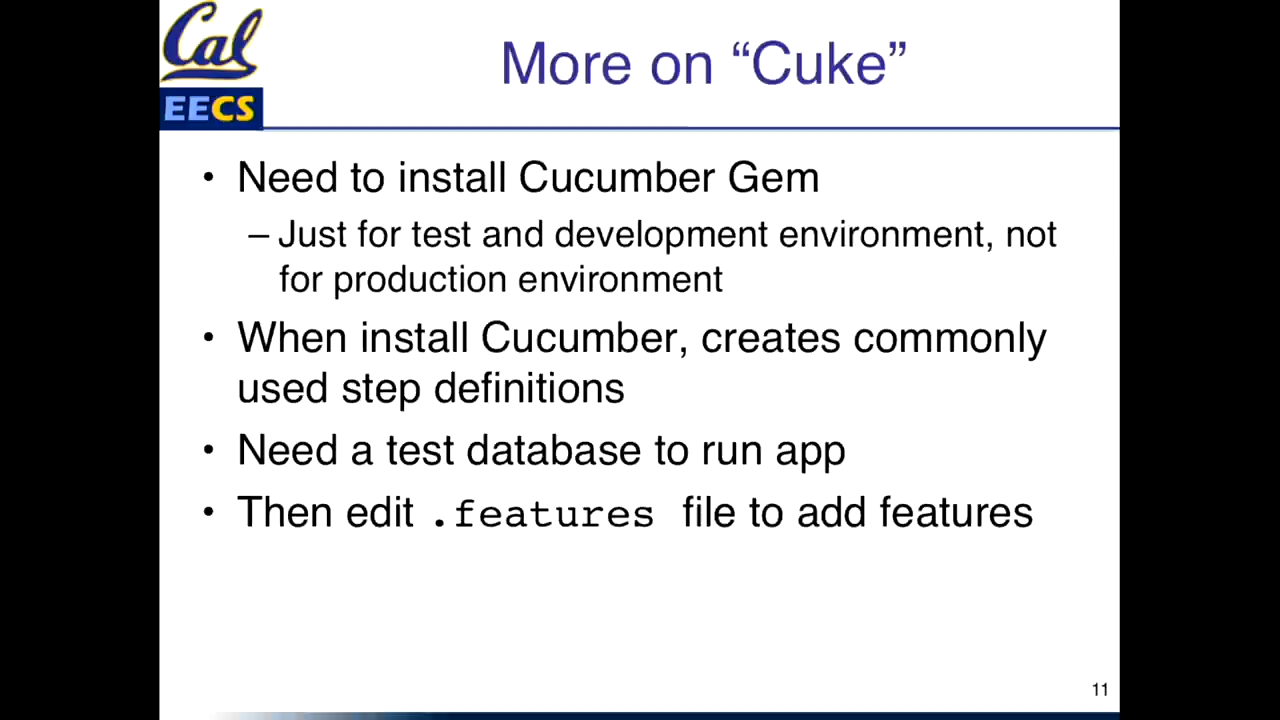 Cal
EECS
More on “Cuke”
• Need to install Cucumber Gem
– Just for test and development environment, not
for production environment
• When install Cucumber, creates commonly
used step definitions
• Need a test database to run app
• Then edit .features file to add features
11